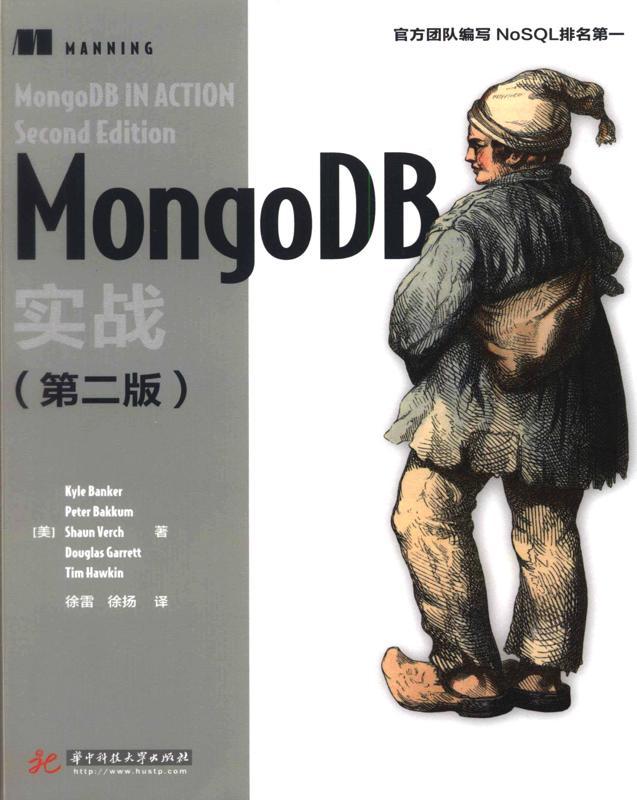 MANNING
官方团队编写 NoSQL排名第一
MongoDB IN ACTION
Second Edition
MongoDB
实战
（第二版）
Kyle Banker
Peter Bakkum
[美] Shaun Verch 著
Douglas Garrett
Tim Hawkin
徐雷 徐扬 译
华中科技大学出版社
http://www.hustp.com